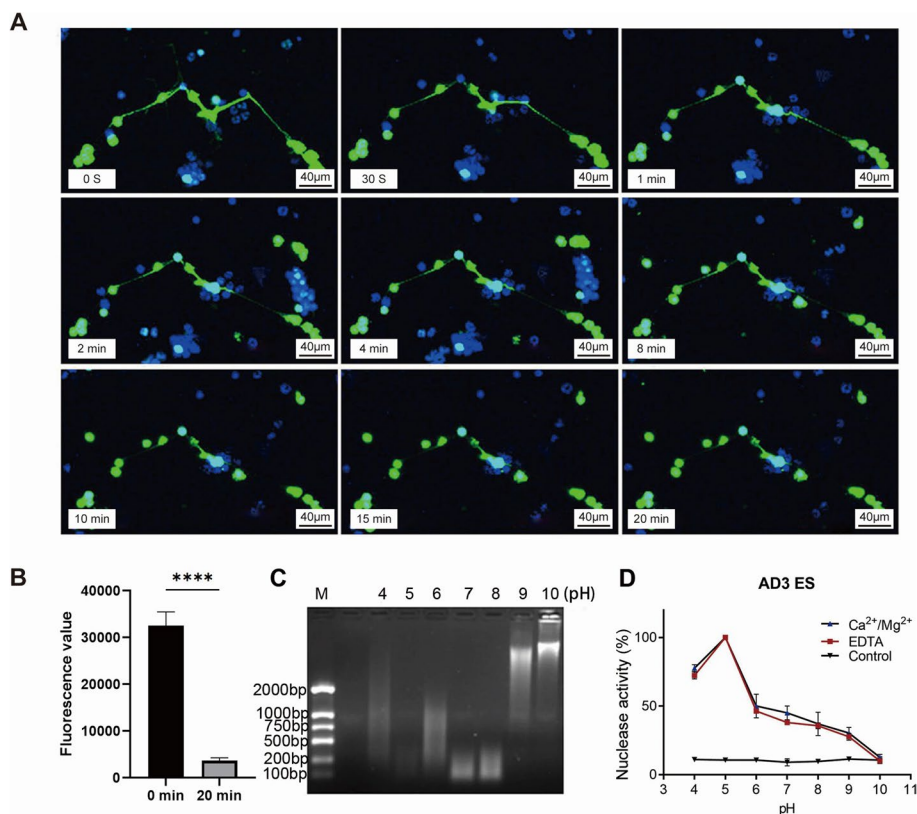 A
0 S
40µm
30 S
40µm
1 min
40µm
2 min
40µm
4 min
40µm
8 min
40µm
10 min
40µm
15 min
40µm
20 min
40µm
B
Fluorescence value
40000
30000
20000
10000
0
****
0 min
20 min
C
M 4 5 6 7 8 9 10 (pH)
2000bp
1000bp
750bp
500bp
200bp
100bp
D
AD3 ES
Nuclease activity (%)
100
50
0
Ca²⁺/Mg²⁺
EDTA
Control
3 4 5 6 7 8 9 10 11
pH